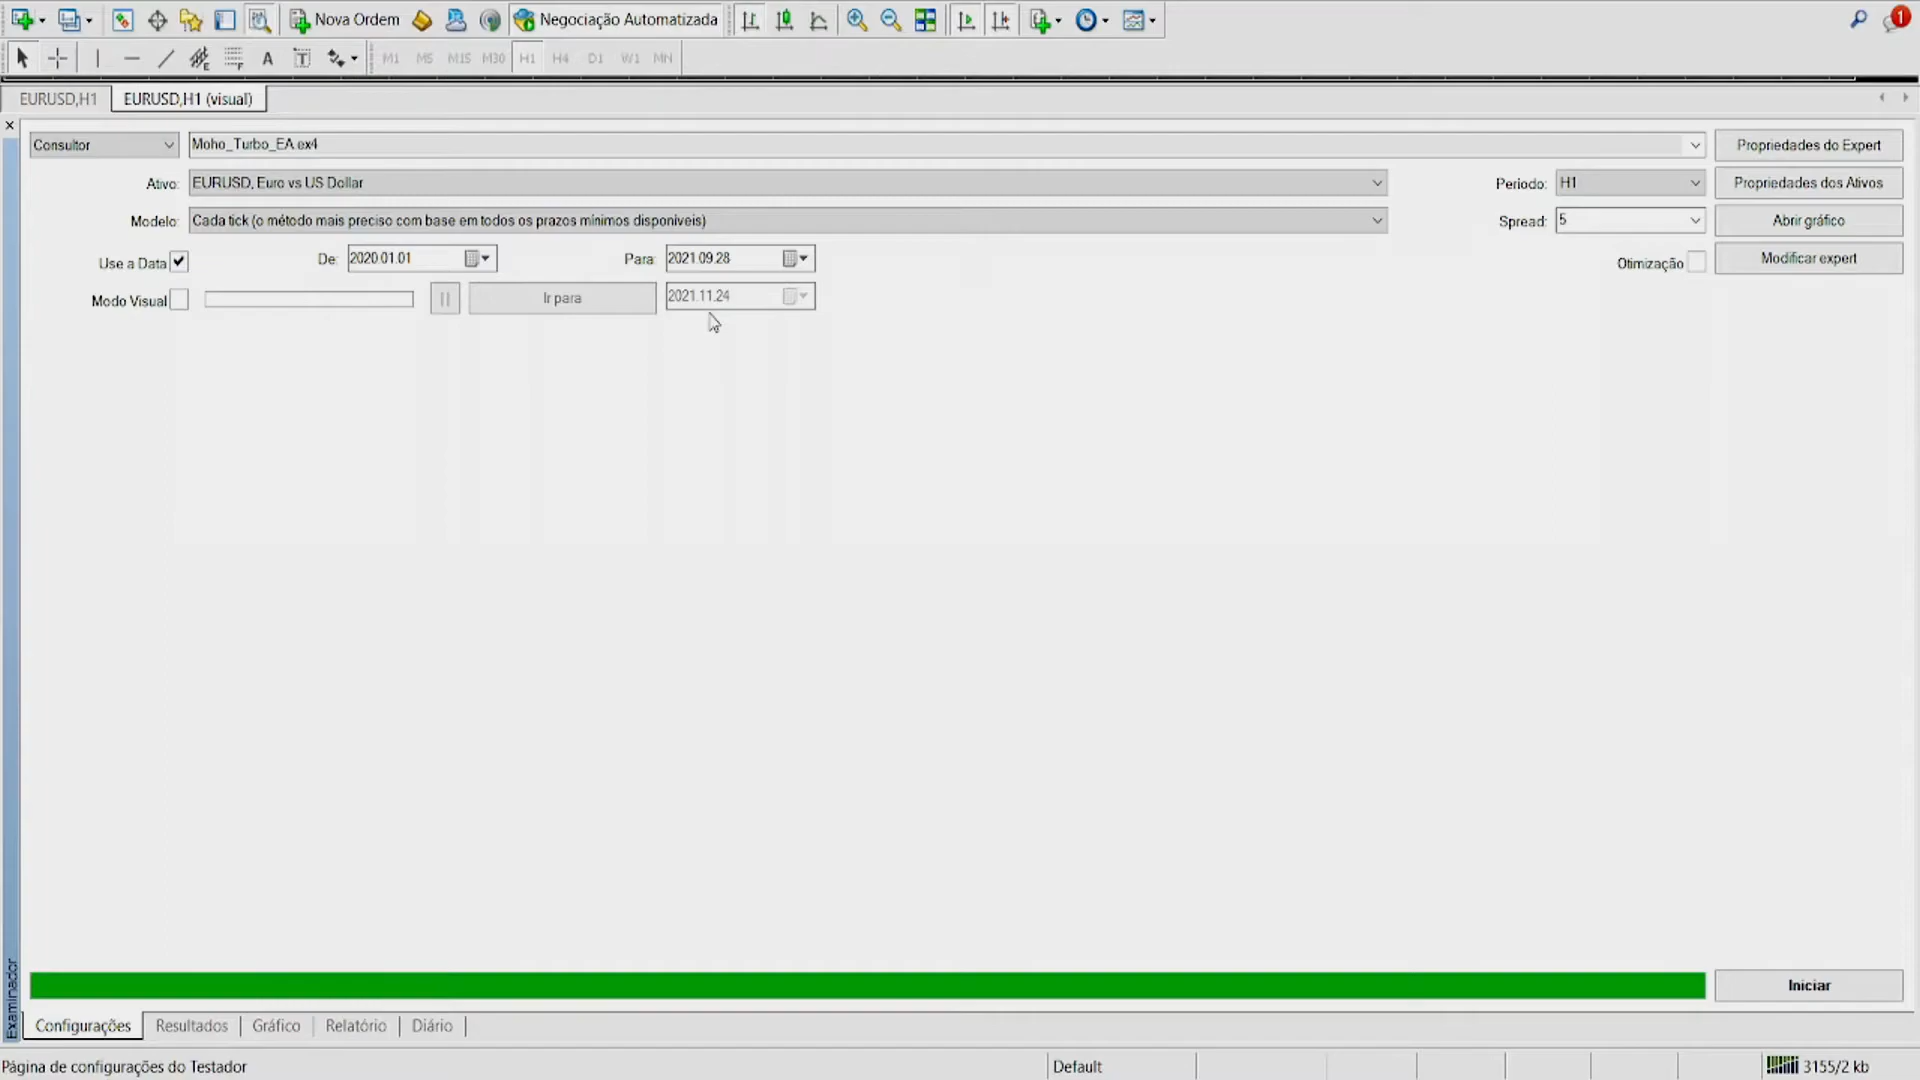 Nova Ordem
Negociação Automatizada
1
A
T
M1 M5 M15 M30 H1 H4 D1 W1 MN
EURUSD,H1
EURUSD,H1 (visual)
Consultor
Moho_Turbo_EA.ex4
Propriedades do Expert
Ativo:
EURUSD, Euro vs US Dollar
Período:
H1
Propriedades dos Ativos
Modelo:
Cada tick (o método mais preciso com base em todos os prazos mínimos disponíveis)
Spread:
5
Abrir gráfico
Use a Data
De:
2020.01.01
Para:
2021.09.28
Otimização
Modificar expert
Modo Visual
Ir para
2021.11.24
Iniciar
Examinador
Configurações
Resultados
Gráfico
Relatório
Diário
Página de configurações do Testador
Default
3155/2 kb